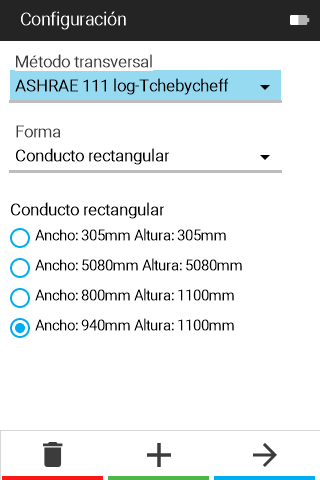 Configuración
Método transversal
ASHRAE 111 log-Tchebycheff
Forma
Conducto rectangular
Conducto rectangular
Ancho: 305mm Altura: 305mm
Ancho: 5080mm Altura: 5080mm
Ancho: 800mm Altura: 1100mm
Ancho: 940mm Altura: 1100mm